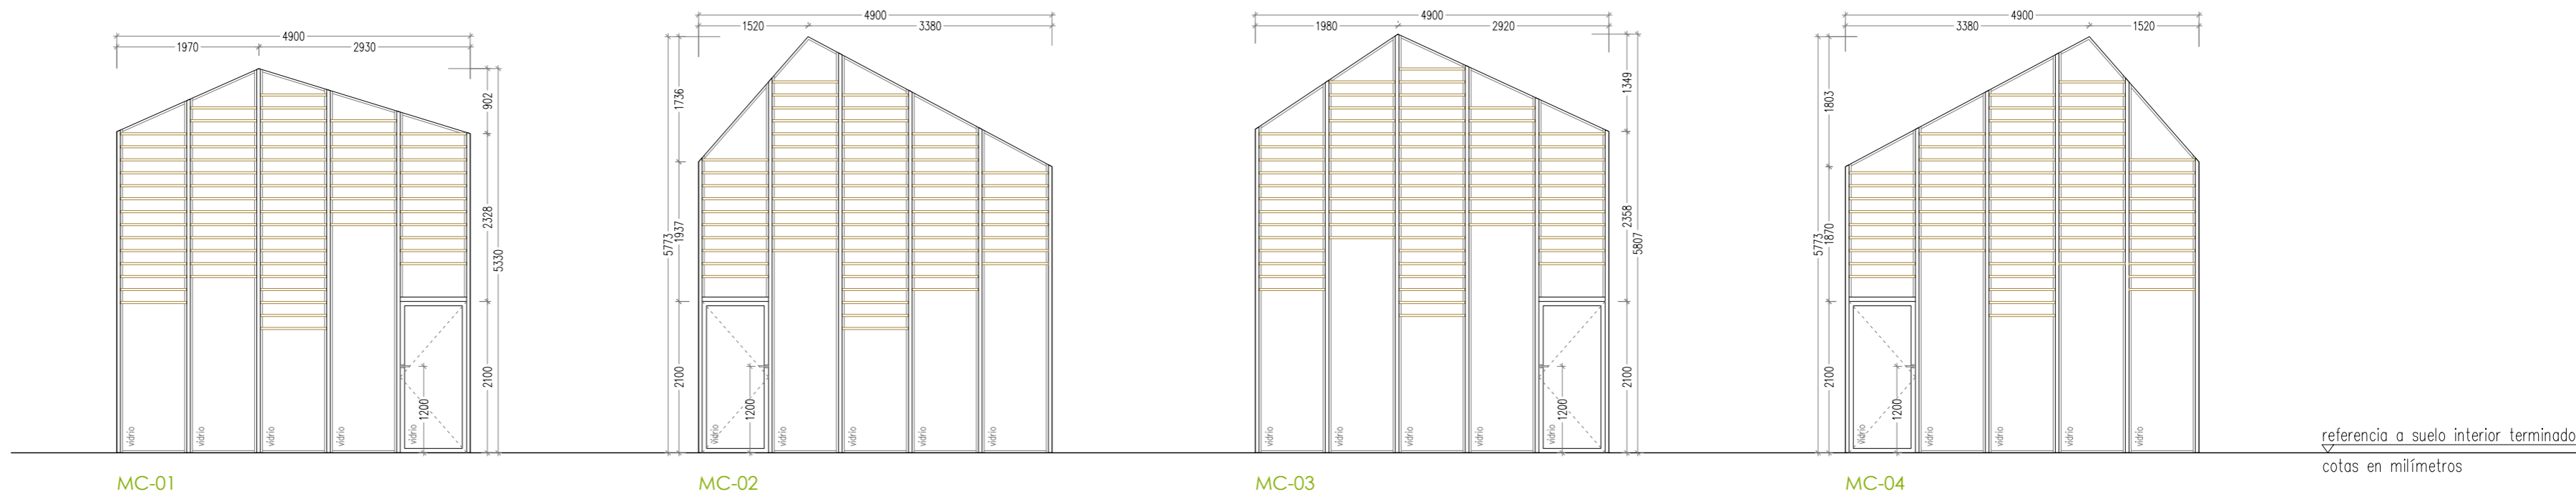 4900
1970
2930
902
2328
5330
2100
1200
vidrio
vidrio
vidrio
vidrio
vidrio
MC-01
4900
1520
3380
1736
5773
1937
2100
1200
vidrio
vidrio
vidrio
vidrio
vidrio
MC-02
4900
1980
2920
1349
2358
5807
2100
1200
vidrio
vidrio
vidrio
vidrio
vidrio
MC-03
4900
3380
1520
1803
5773
1870
2100
1200
vidrio
vidrio
vidrio
vidrio
vidrio
MC-04
referencia a suelo interior terminado
cotas en milímetros